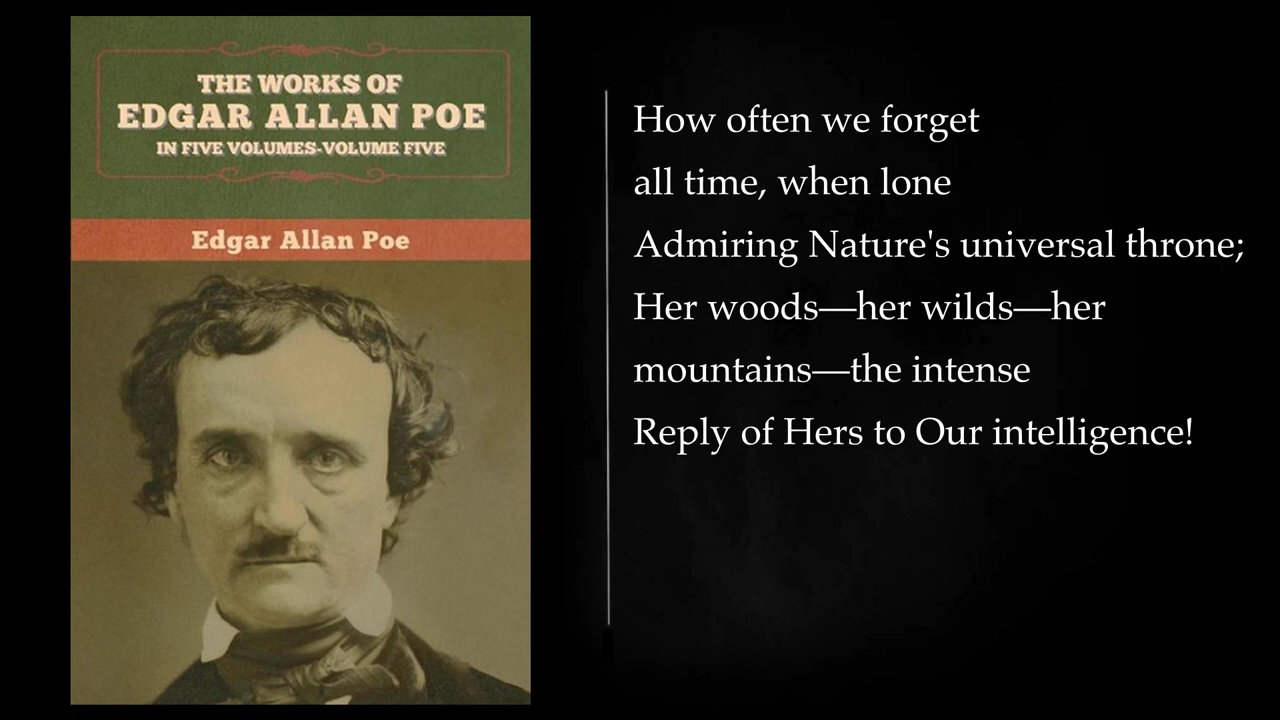 THE WORKS OF
EDGAR ALLAN POE
IN FIVE VOLUMES-VOLUME FIVE
Edgar Allan Poe
How often we forget
all time, when lone
Admiring Nature's universal throne;
Her woods—her wilds—her
mountains—the intense
Reply of Hers to Our intelligence!